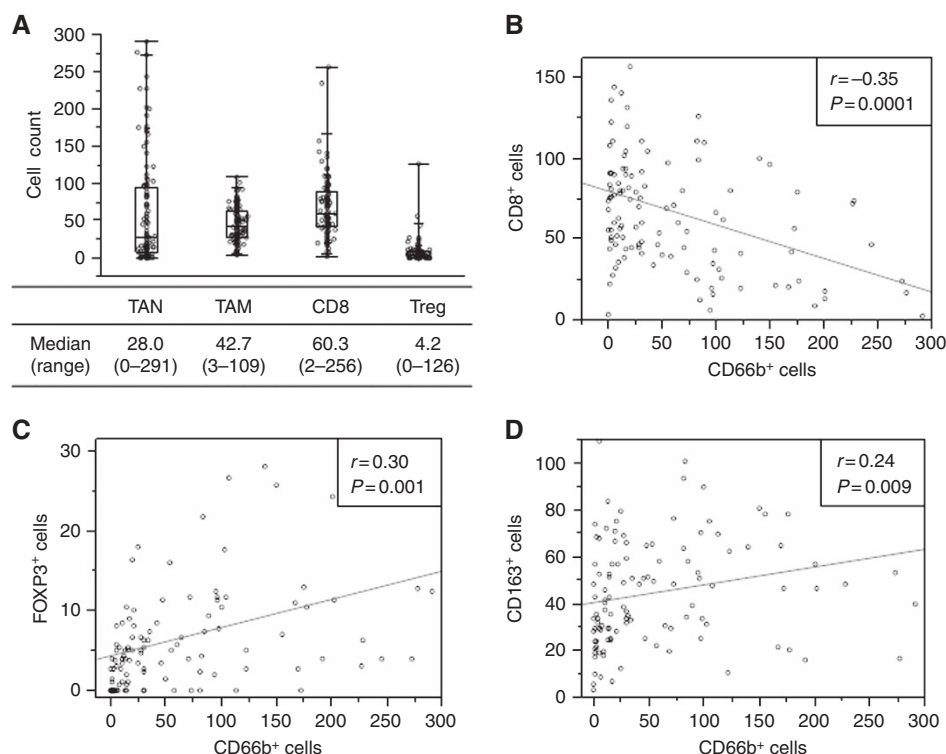 A
300
250
200
150
100
50
0
Cell count
TAN TAM CD8 Treg
Median 28.0 42.7 60.3 4.2
(range) (0–291) (3–109) (2–256) (0–126)
B
150
100
50
0
CD8+ cells
r=–0.35
P=0.0001
0 50 100 150 200 250 300
CD66b+ cells
C
30
20
10
0
FOXP3+ cells
r=0.30
P=0.001
0 50 100 150 200 250 300
CD66b+ cells
D
100
80
60
40
20
0
CD163+ cells
r=0.24
P=0.009
0 50 100 150 200 250 300
CD66b+ cells